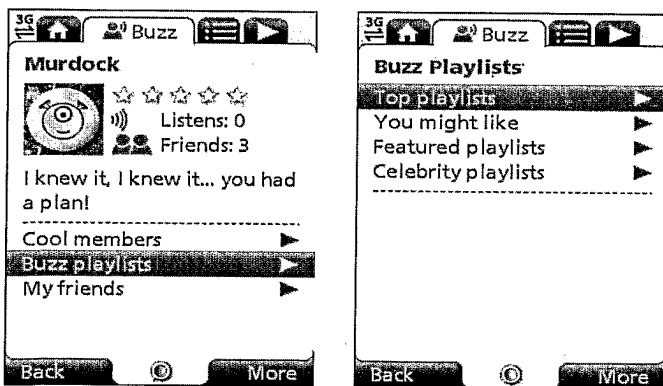 3G
Buzz
Murdock
Listens: 0
Friends: 3
I knew it, I knew it... you had
a plan!
Cool members
Buzz playlists
My friends
Back
More
3G
Buzz
Buzz Playlists
Top playlists
You might like
Featured playlists
Celebrity playlists
Back
More